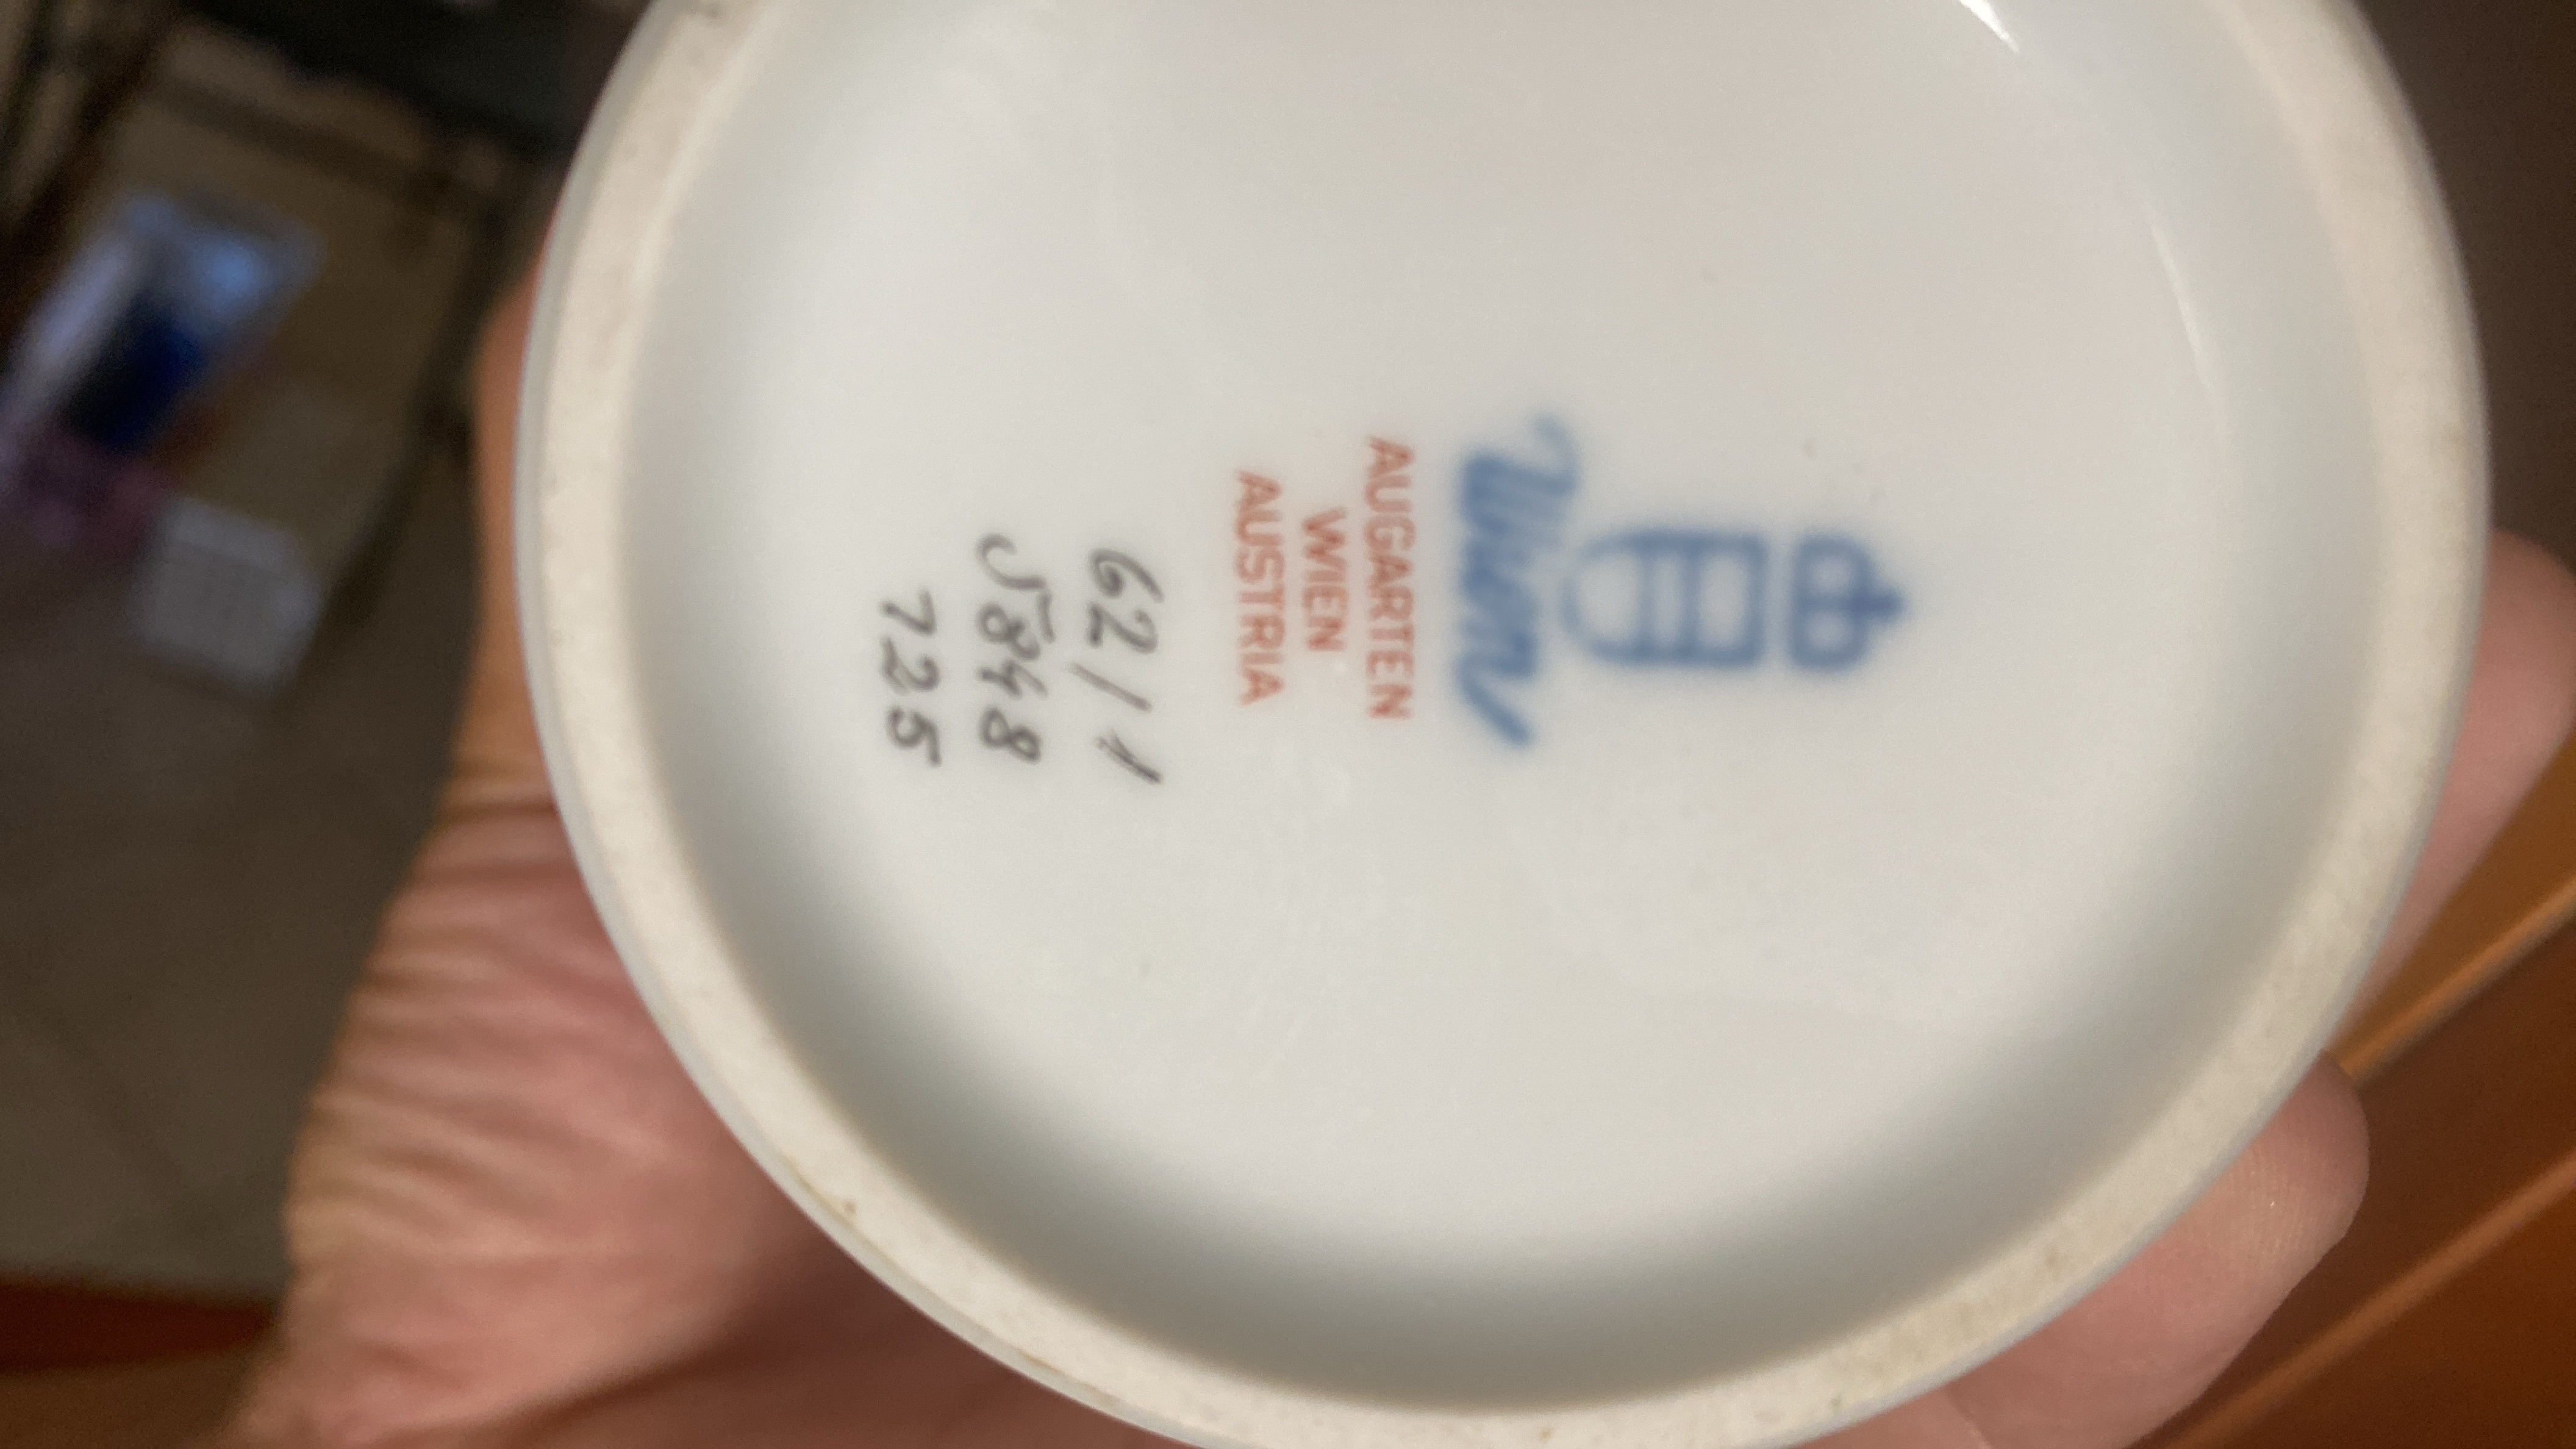 Wien
AUGARTEN
WIEN
AUSTRIA
62/1
5848
725